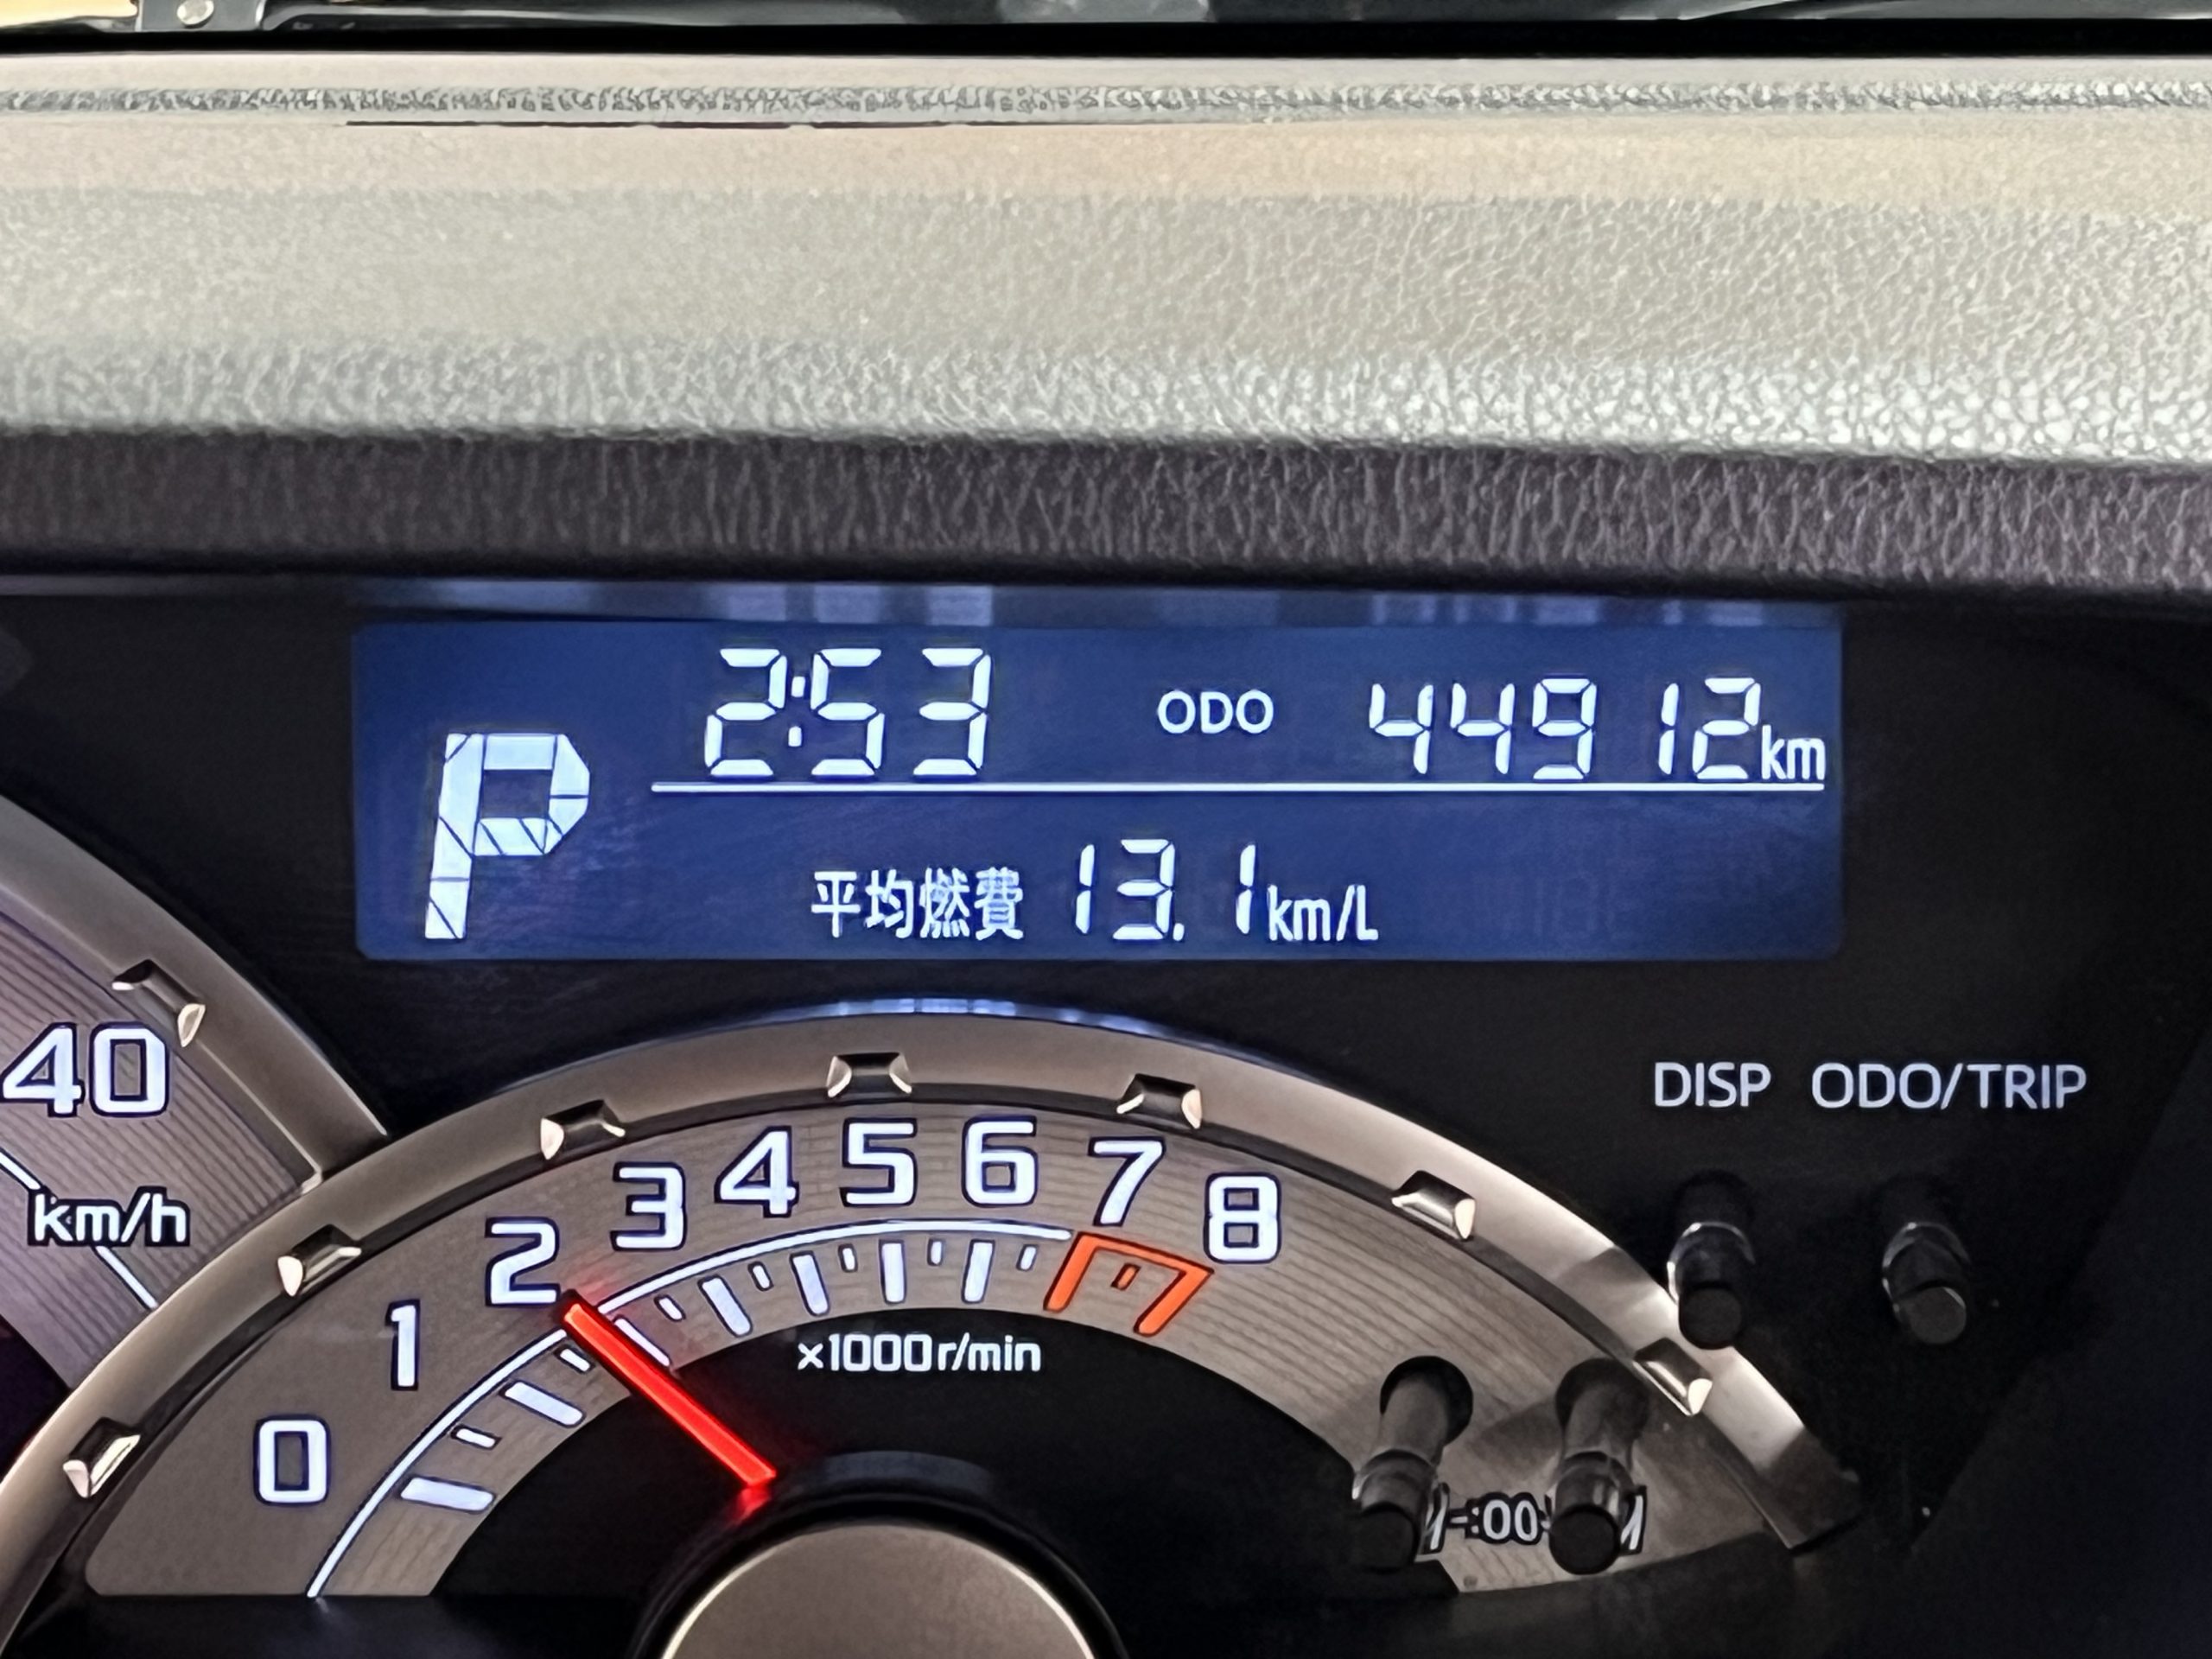 2:53 ODO 44912km
P
平均燃費 13.1km/L
DISP ODO/TRIP
40
km/h
0 1 2 3 4 5 6 7 8
×1000r/min
:00